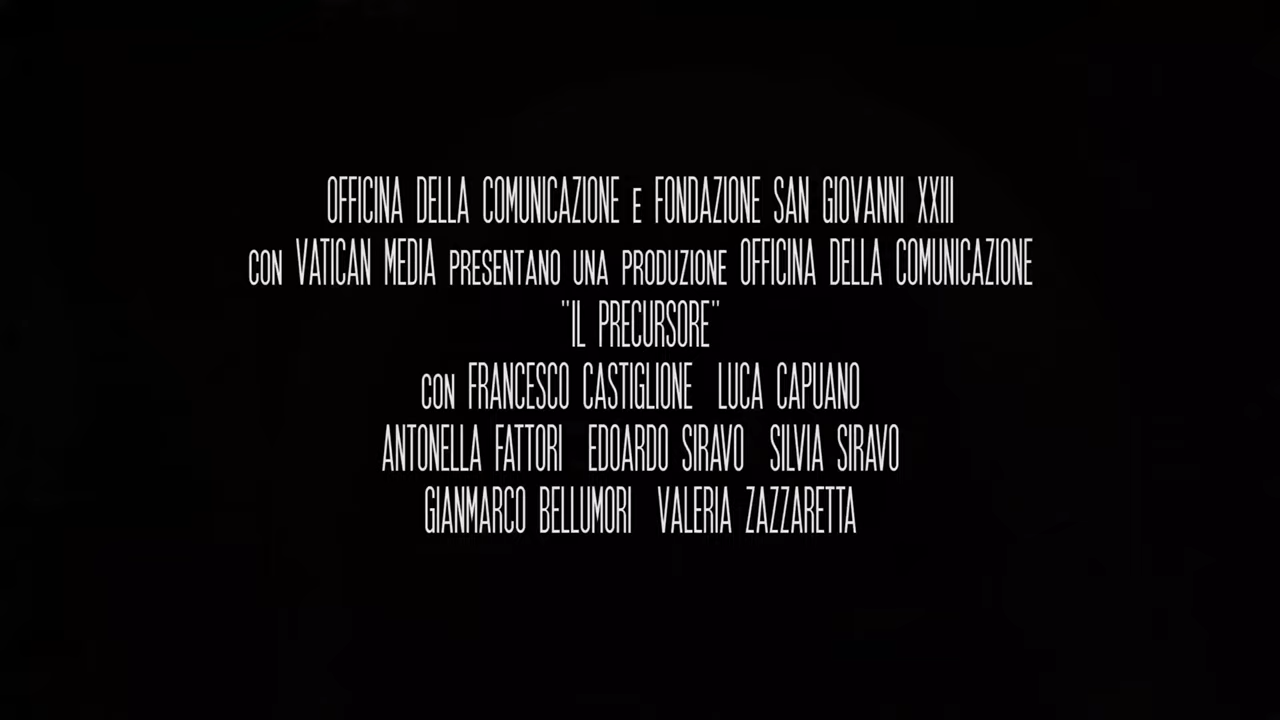 OFFICINA DELLA COMUNICAZIONE E FONDAZIONE SAN GIOVANNI XXIII
CON VATICAN MEDIA PRESENTANO UNA PRODUZIONE OFFICINA DELLA COMUNICAZIONE
"IL PRECURSORE"
CON FRANCESCO CASTIGLIONE LUCA CAPUANO
ANTONELLA FATTORI EDOARDO SIRAVO SILVIA SIRAVO
GIANMARCO BELLUMORI VALERIA ZAZZARETTA